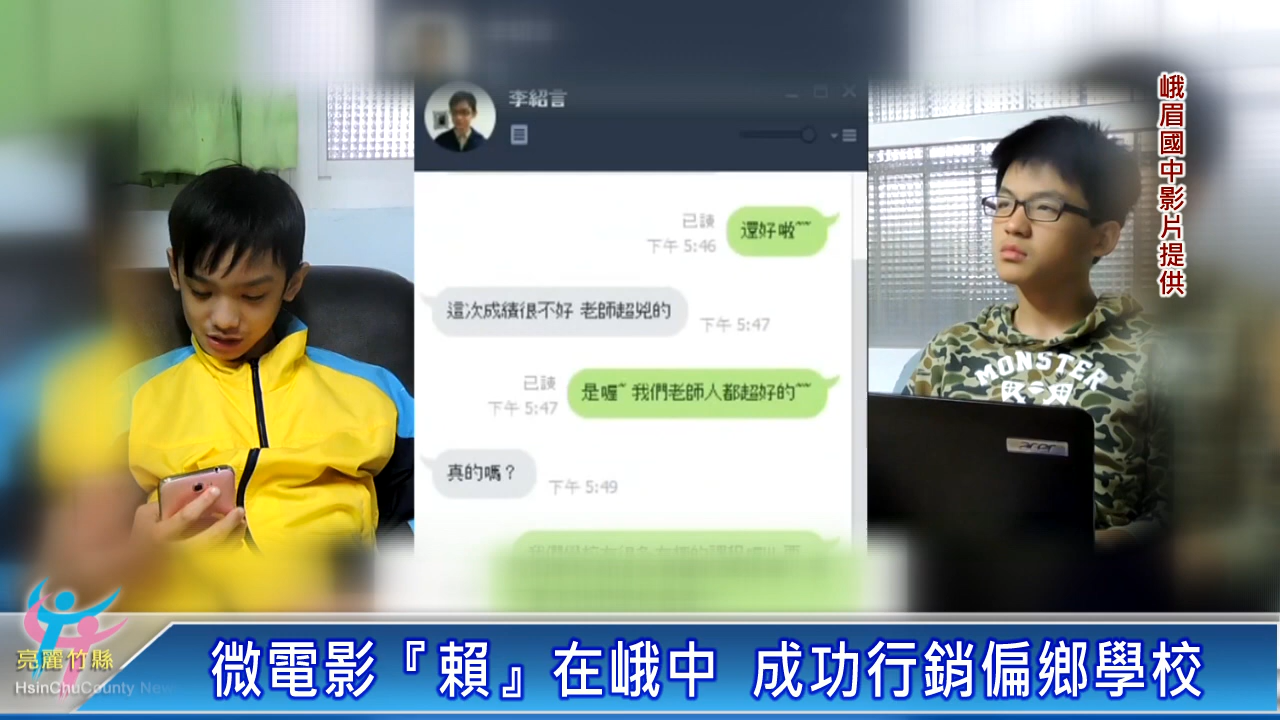 李紹言
已讀
下午 5:46
還好啦~~
這次成績很不好 老師超兇的
下午 5:47
已讀
下午 5:47
是喔~ 我們老師人都超好的~~
真的嗎？
下午 5:49
峨眉國中影片提供
MONSTER
acer
亮麗竹縣
HsinChuCounty News
微電影『賴』在峨中 成功行銷偏鄉學校